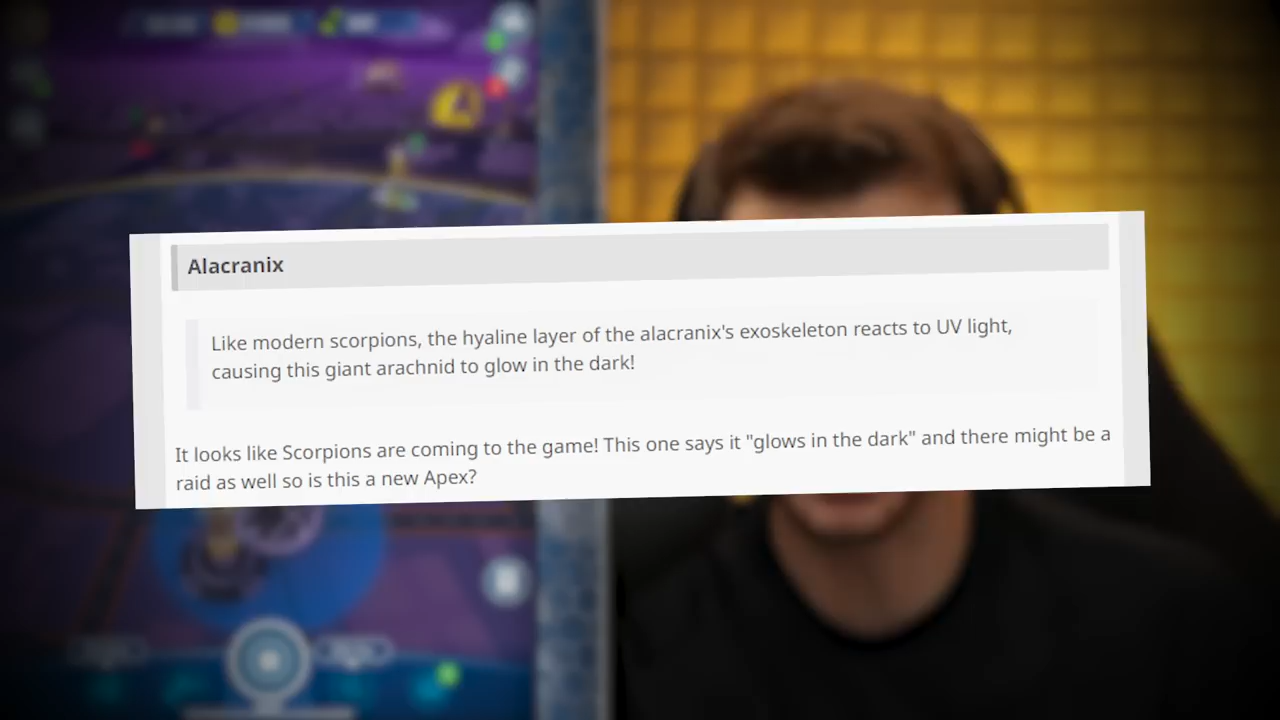 Alacranix
Like modern scorpions, the hyaline layer of the alacranix's exoskeleton reacts to UV light,
causing this giant arachnid to glow in the dark!
It looks like Scorpions are coming to the game! This one says it "glows in the dark" and there might be a
raid as well so is this a new Apex?